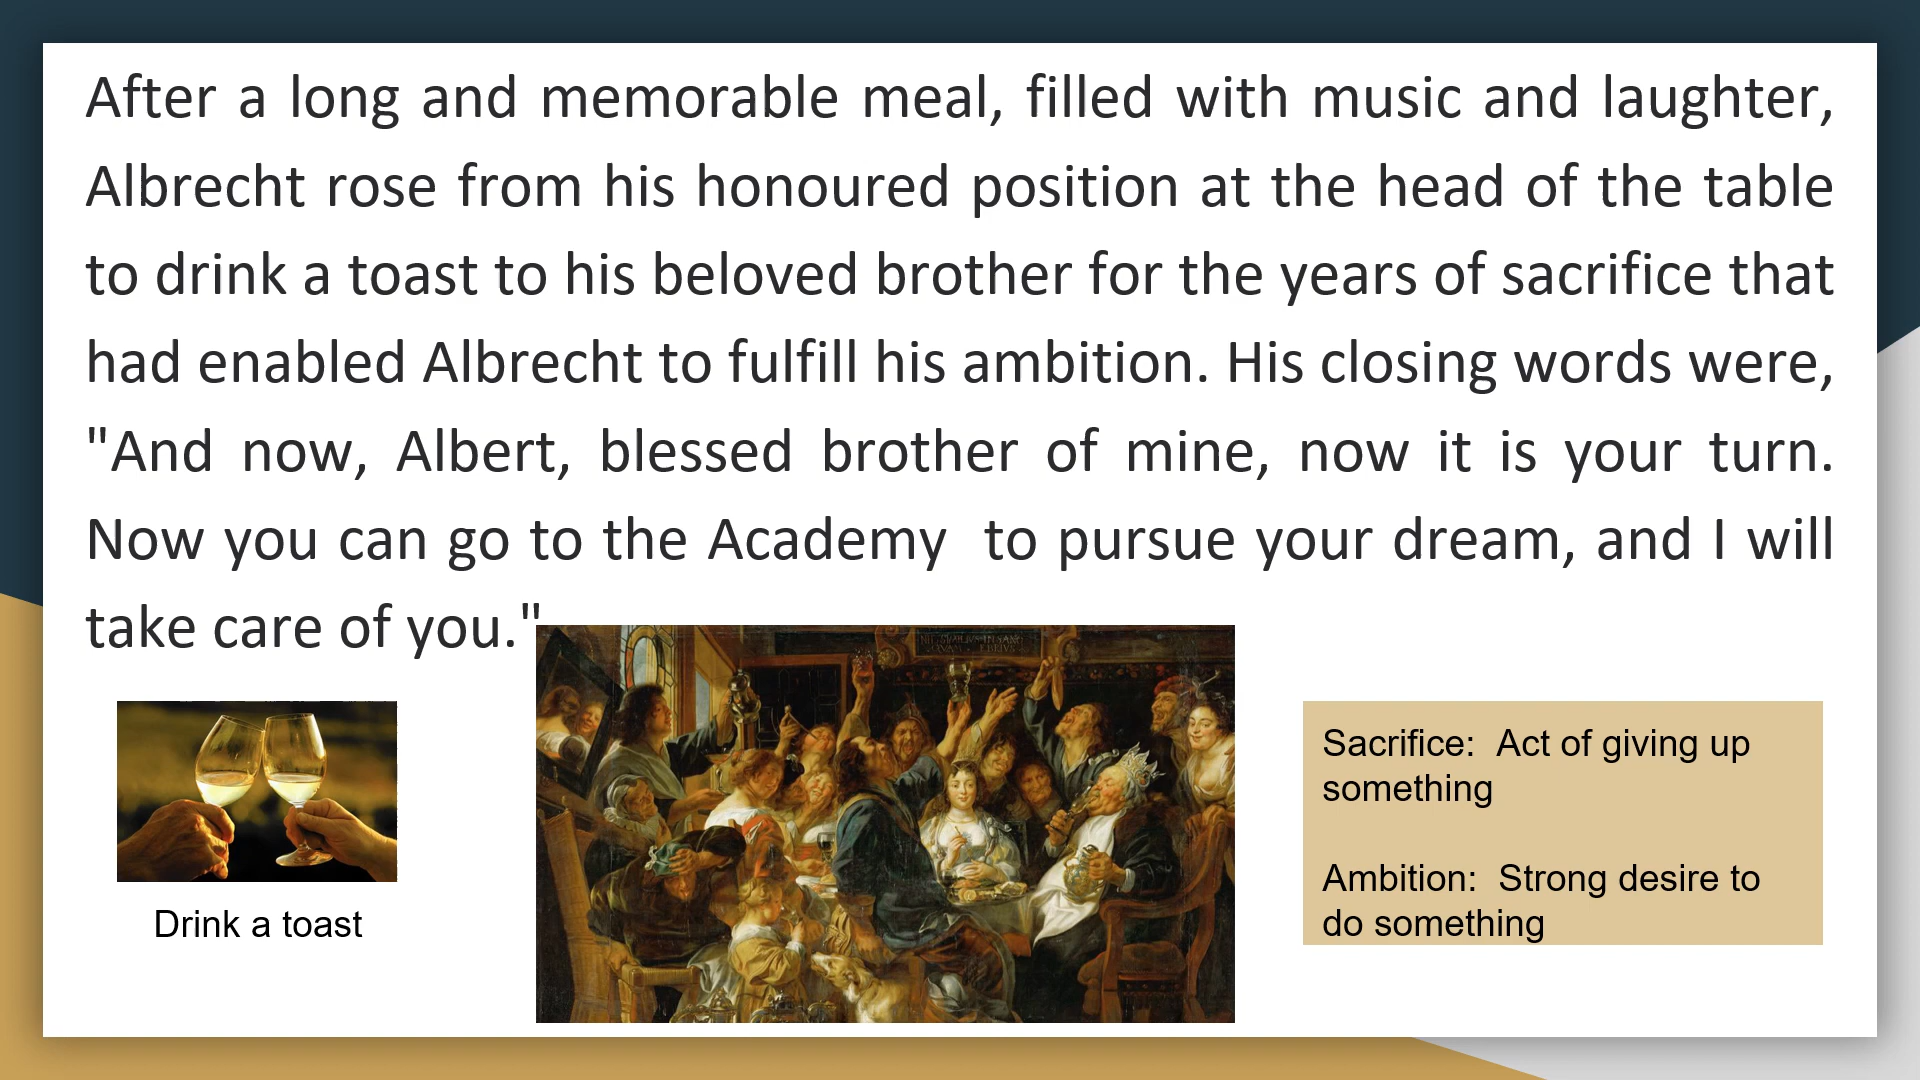 After a long and memorable meal, filled with music and laughter,
Albrecht rose from his honoured position at the head of the table
to drink a toast to his beloved brother for the years of sacrifice that
had enabled Albrecht to fulfill his ambition. His closing words were,
"And now, Albert, blessed brother of mine, now it is your turn.
Now you can go to the Academy  to pursue your dream, and I will
take care of you."
Drink a toast
Sacrifice:  Act of giving up
something
Ambition:  Strong desire to
do something